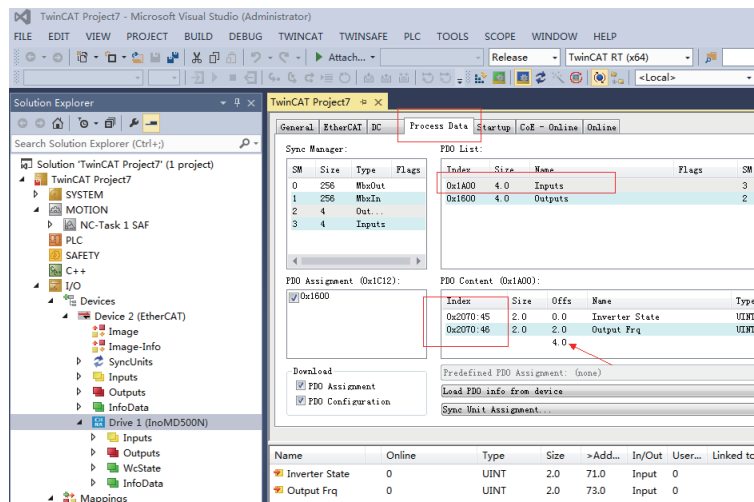 TwinCAT Project7 - Microsoft Visual Studio (Administrator)
FILE EDIT VIEW PROJECT BUILD DEBUG TWINCAT TWINSAFE PLC TOOLS SCOPE WINDOW HELP
Attach... Release TwinCAT RT (x64)
<Local>
Solution Explorer
Search Solution Explorer (Ctrl+;)
Solution 'TwinCAT Project7' (1 project)
TwinCAT Project7
SYSTEM
MOTION
NC-Task 1 SAF
PLC
SAFETY
C++
I/O
Devices
Device 2 (EtherCAT)
Image
Image-Info
SyncUnits
Inputs
Outputs
InfoData
Drive 1 (InoMD500N)
Inputs
Outputs
WcState
InfoData
Mappings
TwinCAT Project7
General EtherCAT DC Process Data Startup CoE - Online Online
Sync Manager:
SM Size Type Flags
0 256 MbxOut
1 256 MbxIn
2 4 Out...
3 4 Inputs
PDO List:
Index Size Name Flags SM
0x1A00 4.0 Inputs 3
0x1600 4.0 Outputs 2
PDO Assignment (0x1C12):
0x1600
PDO Content (0x1A00):
Index Size Offs Name Type
0x2070:45 2.0 0.0 Inverter State UINT
0x2070:46 2.0 2.0 Output Frq UINT
4.0
Download
PDO Assignment
PDO Configuration
Predefined PDO Assignment: (none)
Load PDO info from device
Sync Unit Assignment...
Name Online Type Size >Add... In/Out User... Linked to
Inverter State 0 UINT 2.0 71.0 Input 0
Output Frq 0 UINT 2.0 73.0 Input 0